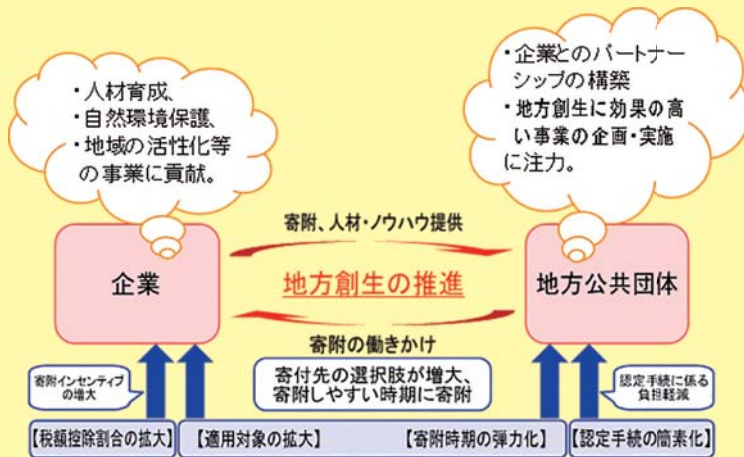 ・人材育成、
・自然環境保護、
・地域の活性化等
の事業に貢献。
・企業とのパートナー
シップの構築
・地方創生に効果の高
い事業の企画・実施
に注力。
寄附、人材・ノウハウ提供
企業
地方創生の推進
地方公共団体
寄附の働きかけ
寄附インセンティブ
の増大
寄付先の選択肢が増大、
寄附しやすい時期に寄附
認定手続に係る
負担軽減
【税額控除割合の拡大】
【適用対象の拡大】
【寄附時期の弾力化】
【認定手続の簡素化】